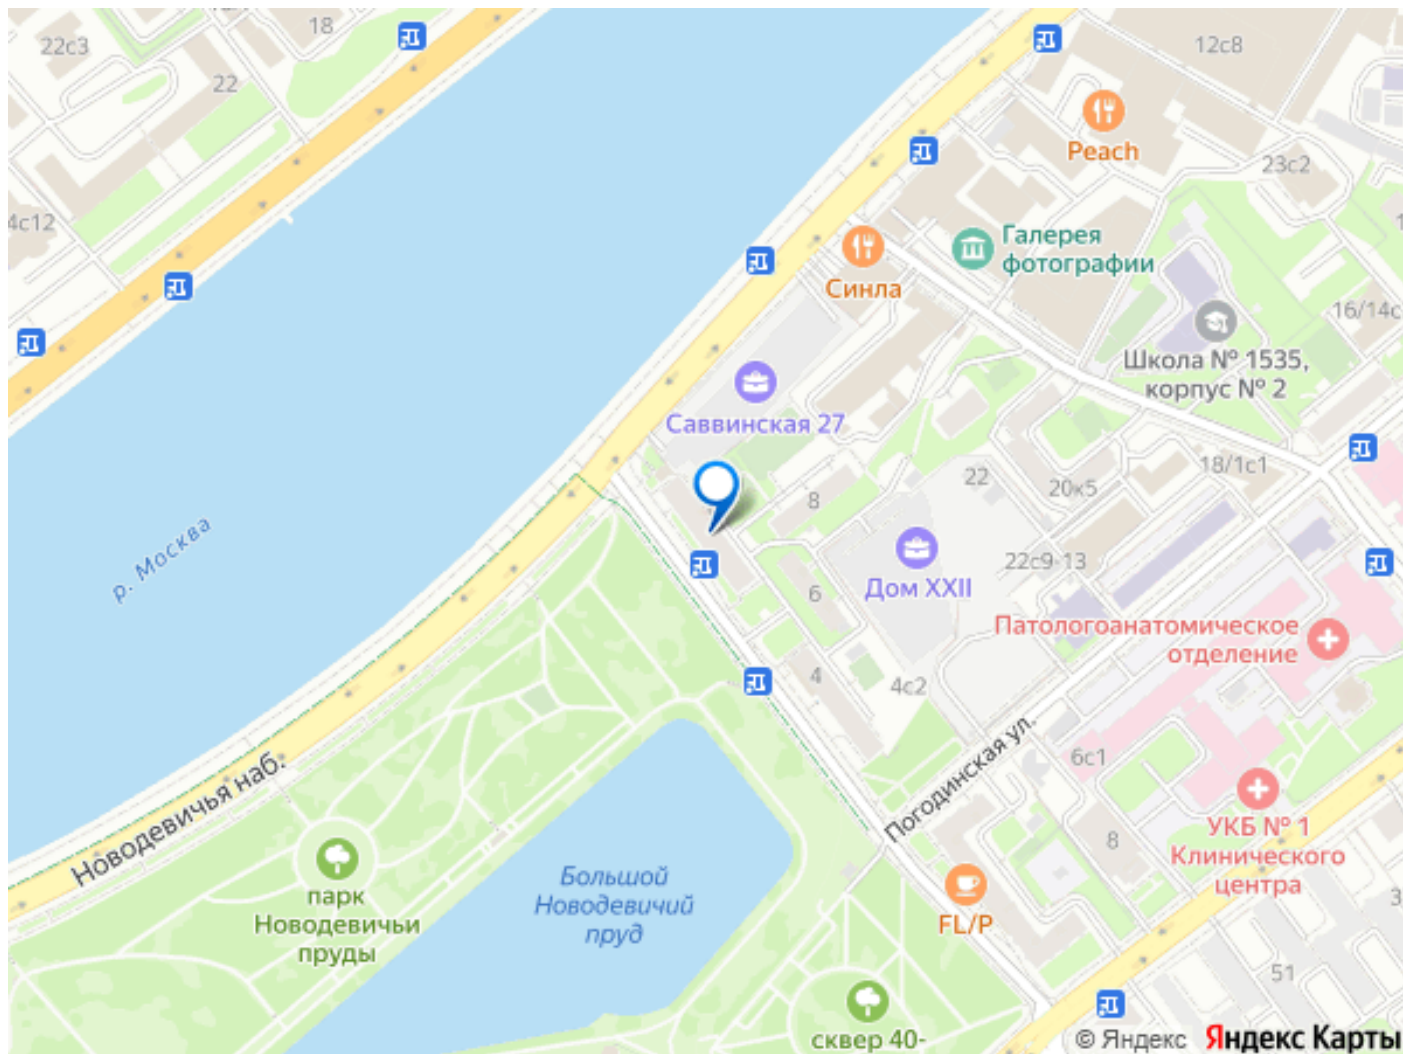 18
22с3
22
12с8
Peach
23с2
4с12
Галерея
фотографии
Синла
16/14с
Школа № 1535,
корпус № 2
Саввинская 27
18/1с1
22
20к5
8
р. Москва
22с9-13
Дом XXII
6
Патологоанатомическое
отделение
4
4с2
Погодинская ул.
6с1
Новодевичья наб.
УКБ № 1
Клинического
центра
8
парк
Новодевичьи
пруды
Большой
Новодевичий
пруд
FL/P
51
сквер 40-
© Яндекс Яндекс Карты